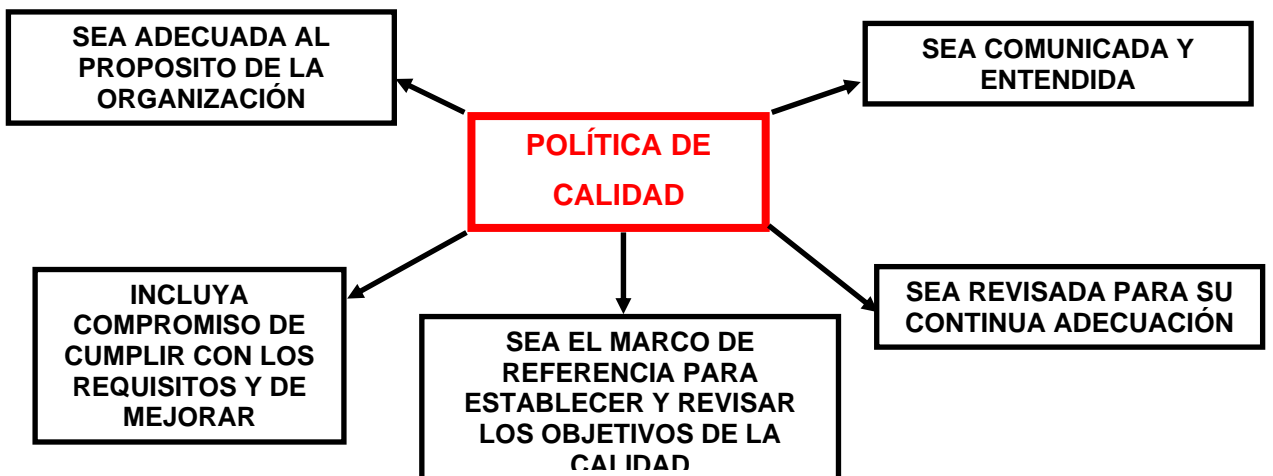 SEA ADECUADA AL
PROPOSITO DE LA
ORGANIZACIÓN
SEA COMUNICADA Y
ENTENDIDA
POLÍTICA DE
CALIDAD
INCLUYA
COMPROMISO DE
CUMPLIR CON LOS
REQUISITOS Y DE
MEJORAR
SEA EL MARCO DE
REFERENCIA PARA
ESTABLECER Y REVISAR
LOS OBJETIVOS DE LA
CALIDAD
SEA REVISADA PARA SU
CONTINUA ADECUACIÓN